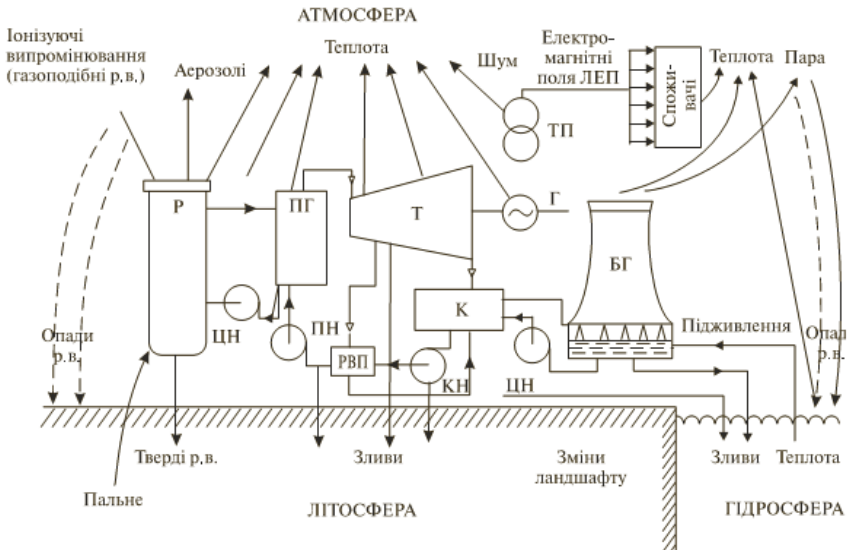 АТМОСФЕРА
Іонізуючі
випромінювання
(газоподібні р.в.)
Аерозолі
Теплота
Шум
Електро-
магнітні
поля ЛЕП
Споживачі
Теплота
Пара
ТП
Р
ПГ
Т
Г
БГ
К
ЦН
ПН
РВП
КН
ЦН
Підживлення
Опади
р.в.
Опади
р.в.
Тверді р.в.
Зливи
Зміни
ландшафту
Зливи
Теплота
Пальне
ЛІТОСФЕРА
ГІДРОСФЕРА